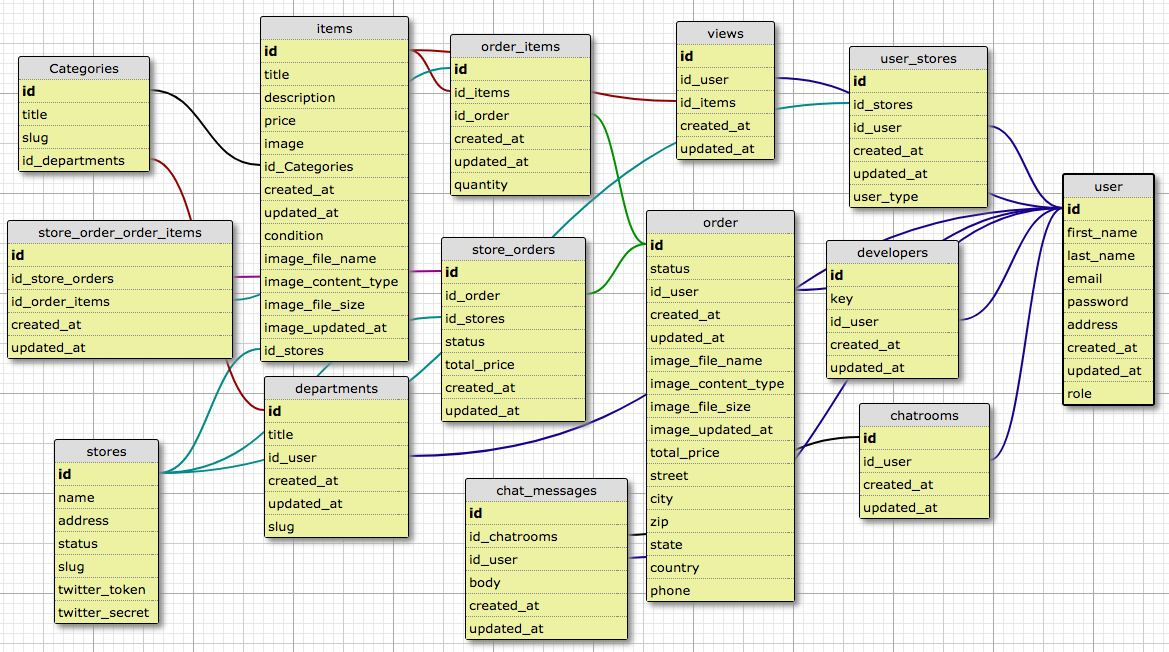 Categories
id
title
slug
id_departments
items
id
title
description
price
image
id_Categories
created_at
updated_at
condition
image_file_name
image_content_type
image_file_size
image_updated_at
id_stores
order_items
id
id_items
id_order
created_at
updated_at
quantity
views
id
id_user
id_items
created_at
updated_at
user_stores
id
id_stores
id_user
created_at
updated_at
user_type
user
id
first_name
last_name
email
password
address
created_at
updated_at
role
store_order_order_items
id
id_store_orders
id_order_items
created_at
updated_at
store_orders
id
id_order
id_stores
status
total_price
created_at
updated_at
order
id
status
id_user
created_at
updated_at
image_file_name
image_content_type
image_file_size
image_updated_at
total_price
street
city
zip
state
country
phone
developers
id
key
id_user
created_at
updated_at
departments
id
title
id_user
created_at
updated_at
slug
chatrooms
id
id_user
created_at
updated_at
stores
id
name
address
status
slug
twitter_token
twitter_secret
chat_messages
id
id_chatrooms
id_user
body
created_at
updated_at